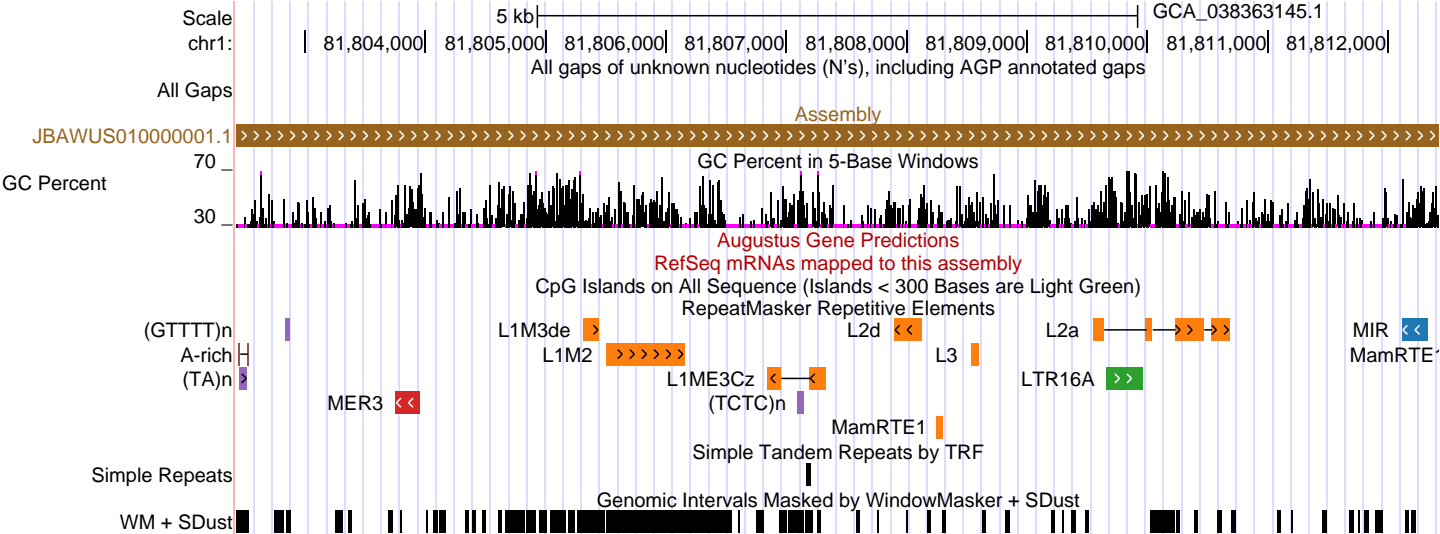 Scale 5 kb GCA_038363145.1
chr1: 81,804,000 81,805,000 81,806,000 81,807,000 81,808,000 81,809,000 81,810,000 81,811,000 81,812,000
All gaps of unknown nucleotides (N's), including AGP annotated gaps
All Gaps
Assembly
JBAWUS010000001.1
70 GC Percent in 5-Base Windows
GC Percent
30
Augustus Gene Predictions
RefSeq mRNAs mapped to this assembly
CpG Islands on All Sequence (Islands < 300 Bases are Light Green)
RepeatMasker Repetitive Elements
(GTTTT)n L1M3de L2d L2a MIR
A-rich L1M2 L3 MamRTE1
(TA)n L1ME3Cz LTR16A
MER3 (TCTC)n
MamRTE1
Simple Tandem Repeats by TRF
Simple Repeats
Genomic Intervals Masked by WindowMasker + SDust
WM + SDust